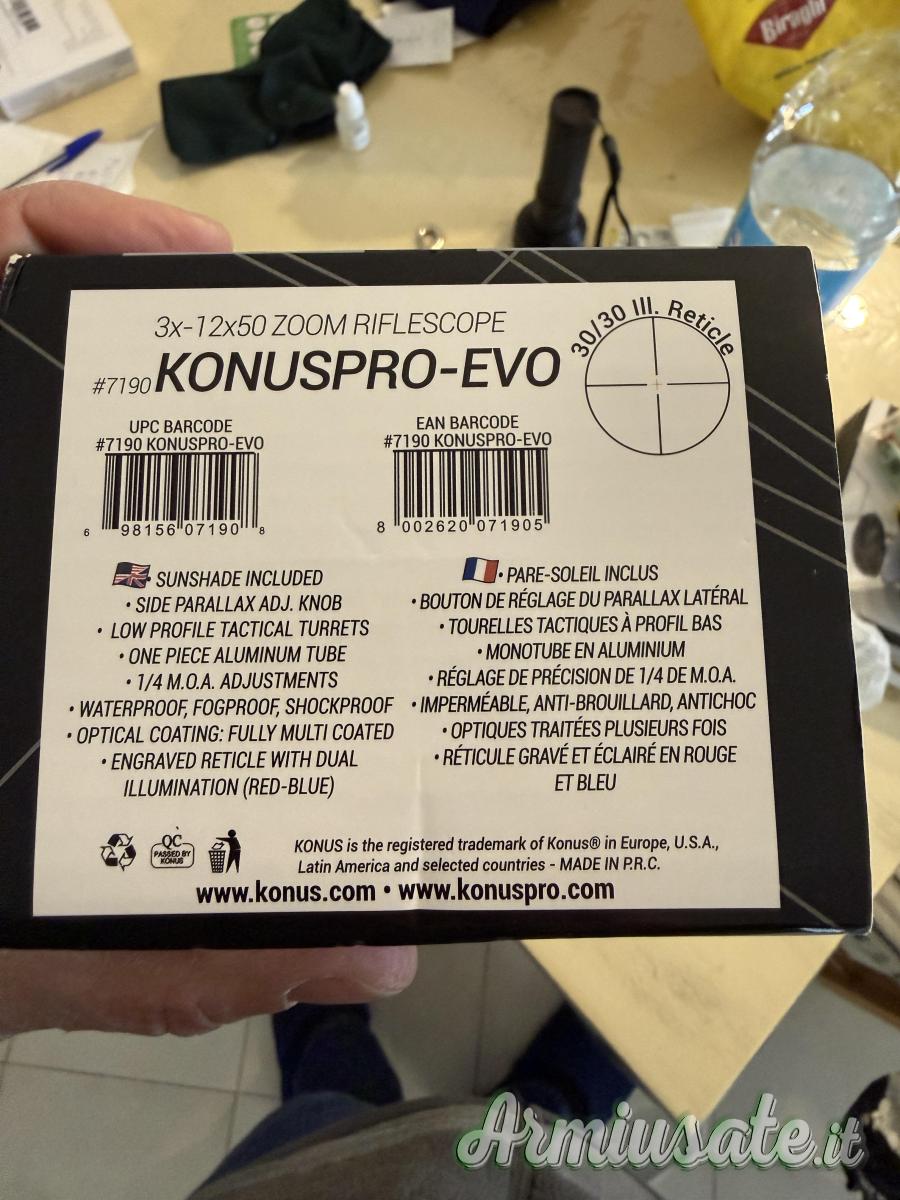 Biraghi
3x-12x50 ZOOM RIFLESCOPE
#7190 KONUSPRO-EVO
30/30 Ill. Reticle
UPC BARCODE
#7190 KONUSPRO-EVO
6 98156 07190 8
EAN BARCODE
#7190 KONUSPRO-EVO
8 002620 071905
• SUNSHADE INCLUDED
• SIDE PARALLAX ADJ. KNOB
• LOW PROFILE TACTICAL TURRETS
• ONE PIECE ALUMINUM TUBE
• 1/4 M.O.A. ADJUSTMENTS
• WATERPROOF, FOGPROOF, SHOCKPROOF
• OPTICAL COATING: FULLY MULTI COATED
• ENGRAVED RETICLE WITH DUAL
ILLUMINATION (RED-BLUE)
• PARE-SOLEIL INCLUS
• BOUTON DE RÉGLAGE DU PARALLAX LATÉRAL
• TOURELLES TACTIQUES À PROFIL BAS
• MONOTUBE EN ALUMINIUM
• RÉGLAGE DE PRÉCISION DE 1/4 DE M.O.A.
• IMPERMÉABLE, ANTI-BROUILLARD, ANTICHOC
• OPTIQUES TRAITÉES PLUSIEURS FOIS
• RÉTICULE GRAVÉ ET ÉCLAIRÉ EN ROUGE
ET BLEU
QC
PASSED BY
KONUS
KONUS is the registered trademark of Konus® in Europe, U.S.A.,
Latin America and selected countries - MADE IN P.R.C.
www.konus.com • www.konuspro.com
Armiusate.it